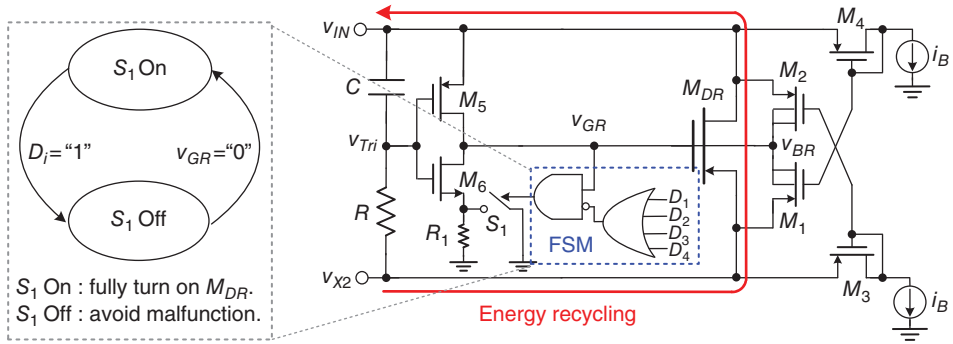 S1 On
Di="1"
vGR="0"
S1 Off
S1 On : fully turn on MDR.
S1 Off : avoid malfunction.
vIN
C
vTri
R
vX2
M5
M6
R1
S1
vGR
FSM
D1
D2
D3
D4
MDR
M2
vBR
M1
M4
iB
M3
iB
Energy recycling